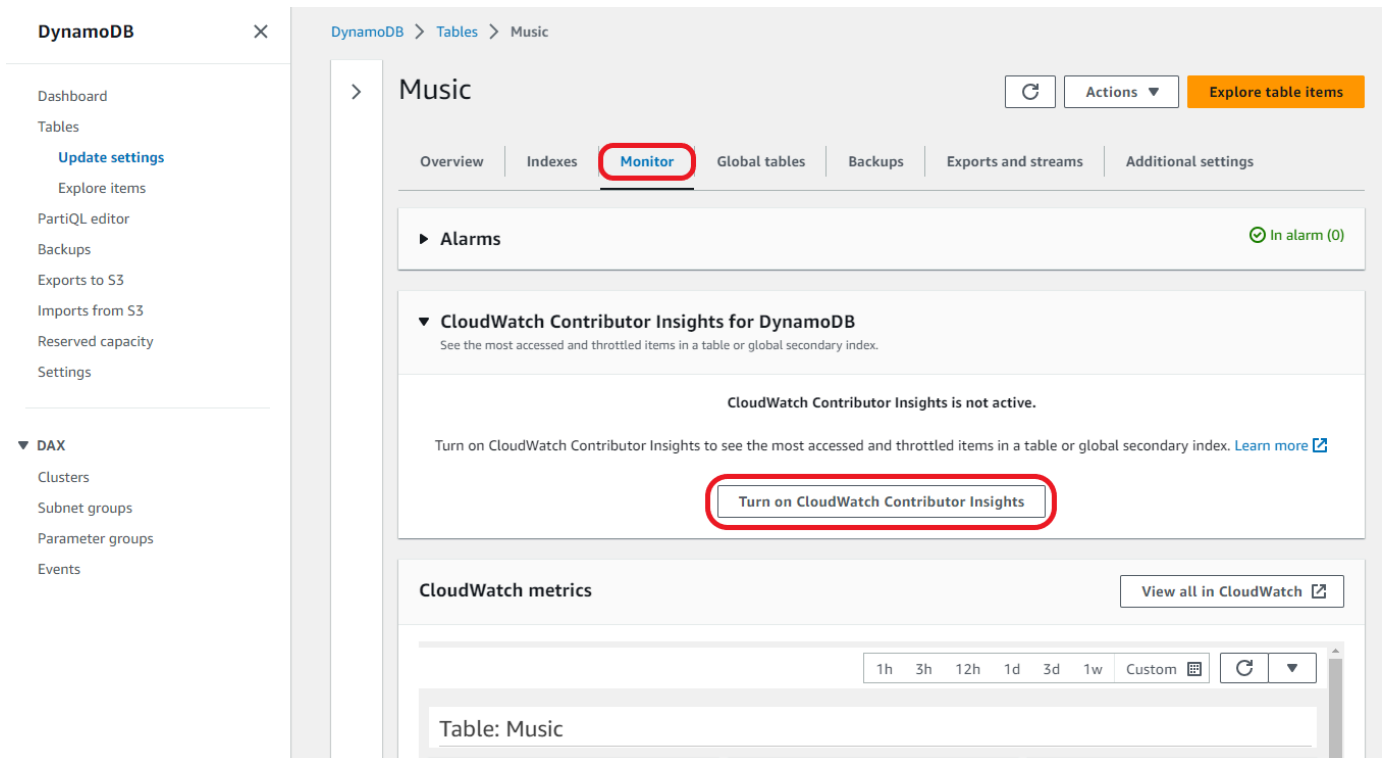 DynamoDB
Dashboard
Tables
Update settings
Explore items
PartiQL editor
Backups
Exports to S3
Imports from S3
Reserved capacity
Settings
DAX
Clusters
Subnet groups
Parameter groups
Events
DynamoDB Tables Music
Music
Actions
Explore table items
Overview Indexes Monitor Global tables Backups Exports and streams Additional settings
Alarms
In alarm (0)
CloudWatch Contributor Insights for DynamoDB
See the most accessed and throttled items in a table or global secondary index.
CloudWatch Contributor Insights is not active.
Turn on CloudWatch Contributor Insights to see the most accessed and throttled items in a table or global secondary index. Learn more
Turn on CloudWatch Contributor Insights
CloudWatch metrics
View all in CloudWatch
1h 3h 12h 1d 3d 1w Custom
Table: Music